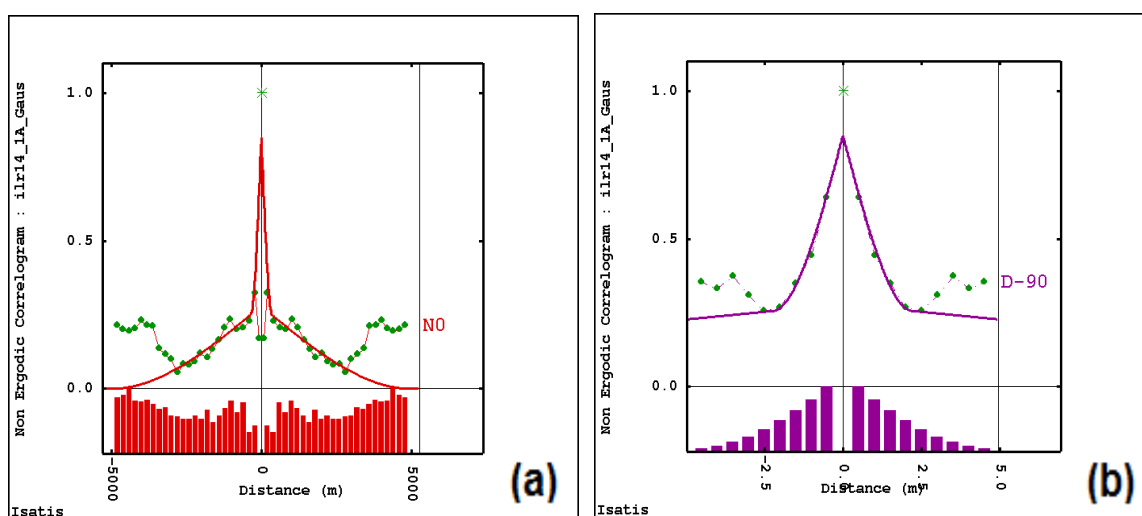 Non Ergodic Correlogram : ilr14_1A_Gaus
1.0
0.5
0.0
N0
-5000
0
5000
Distance (m)
Isatis
(a)
Non Ergodic Correlogram : ilr14_1A_Gaus
1.0
0.5
0.0
D-90
-2.5
0.0
2.5
5.0
Distance (m)
Isatis
(b)